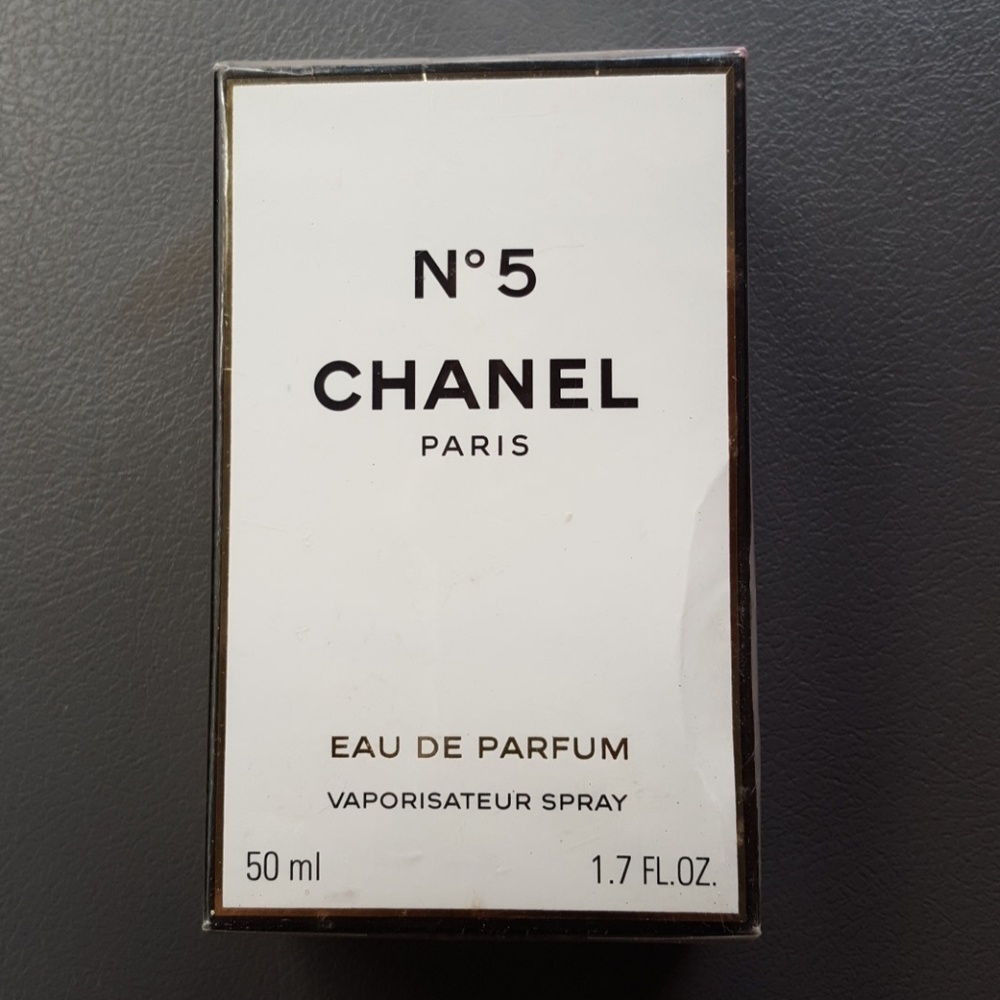 N°5
CHANEL
PARIS
EAU DE PARFUM
VAPORISATEUR SPRAY
50 ml 1.7 FL.OZ.